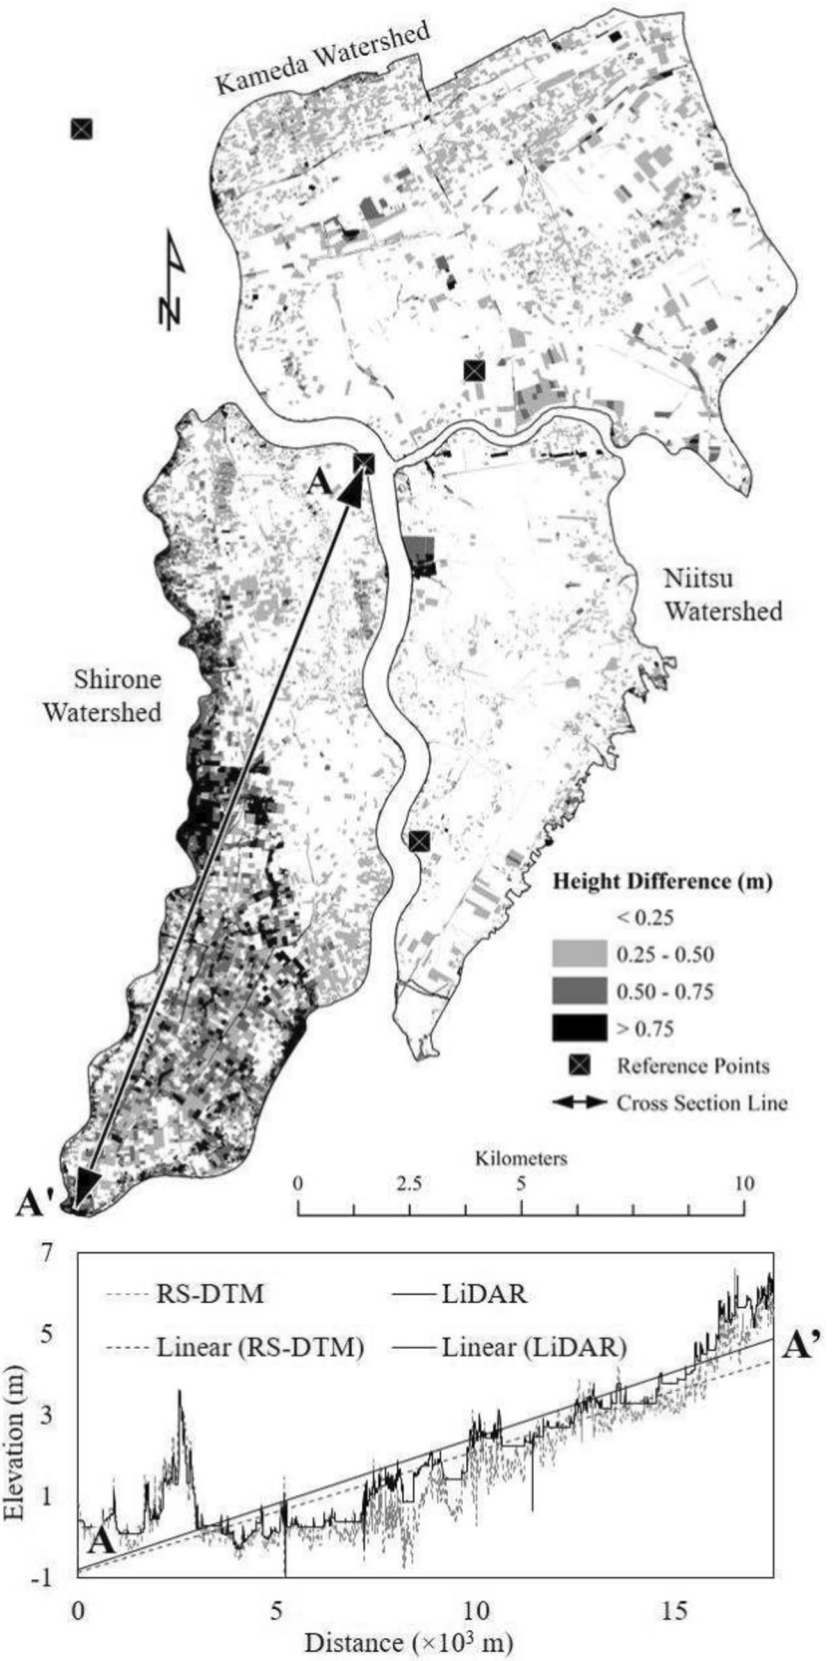 Kameda Watershed
N
A
Niitsu
Watershed
Shirone
Watershed
Height Difference (m)
< 0.25
0.25 - 0.50
0.50 - 0.75
> 0.75
Reference Points
Cross Section Line
A'
Kilometers
0 2.5 5 10
7
RS-DTM LiDAR
5
Linear (RS-DTM) Linear (LiDAR)
A’
3
1
A
-1
Elevation (m)
0 5 10 15
Distance (×10³ m)